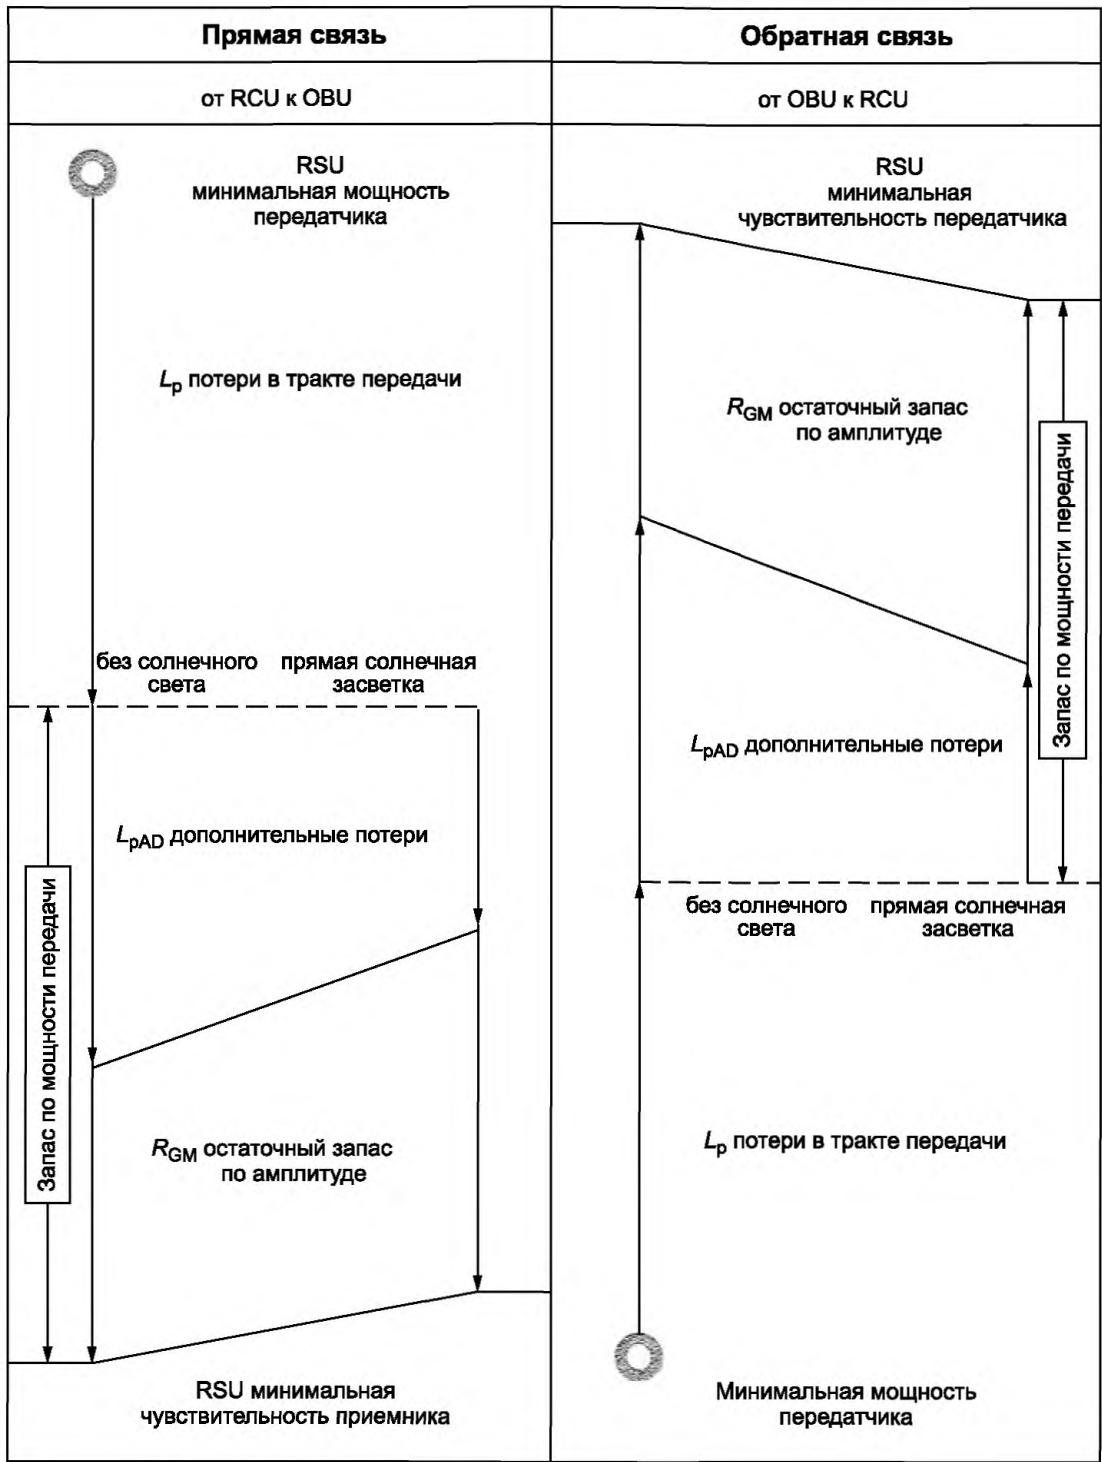 Прямая связь
Обратная связь
от RCU к OBU
от OBU к RCU
RSU
минимальная мощность
передатчика
RSU
минимальная
чувствительность передатчика
Lp потери в тракте передачи
RGM остаточный запас
по амплитуде
Запас по мощности передачи
без солнечного
света
прямая солнечная
засветка
LpAD дополнительные потери
LpAD дополнительные потери
без солнечного
света
прямая солнечная
засветка
Запас по мощности передачи
RGM остаточный запас
по амплитуде
Lp потери в тракте передачи
RSU минимальная
чувствительность приемника
Минимальная мощность
передатчика